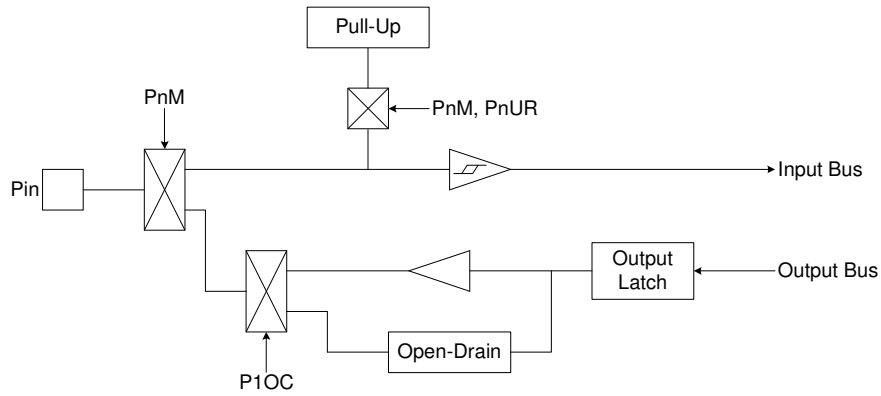 Pull-Up
PnM
PnM, PnUR
Pin
Input Bus
Output
Latch
Output Bus
Open-Drain
P1OC